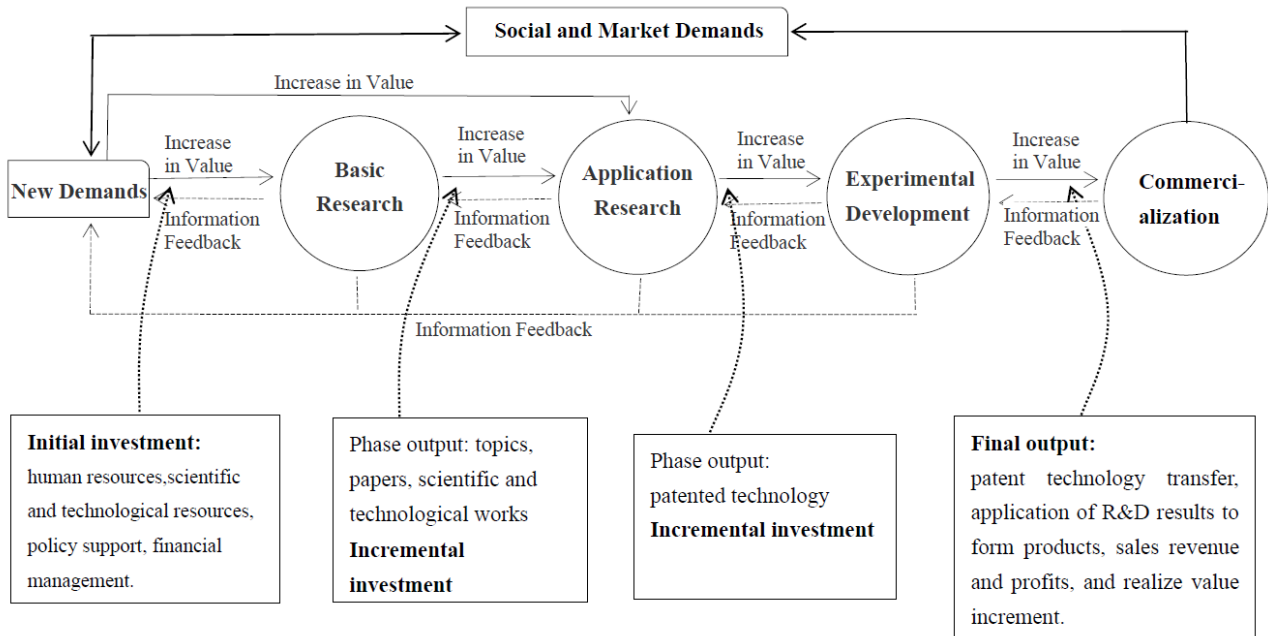 Social and Market Demands
Increase in Value
Increase
in Value
Increase
in Value
Increase
in Value
Increase
in Value
New Demands
Basic
Research
Application
Research
Experimental
Development
Commerci-
alization
Information
Feedback
Information
Feedback
Information
Feedback
Information
Feedback
Information Feedback
Initial investment:
human resources,scientific
and technological resources,
policy support, financial
management.
Phase output: topics,
papers, scientific and
technological works
Incremental
investment
Phase output:
patented technology
Incremental investment
Final output:
patent technology transfer,
application of R&D results to
form products, sales revenue
and profits, and realize value
increment.